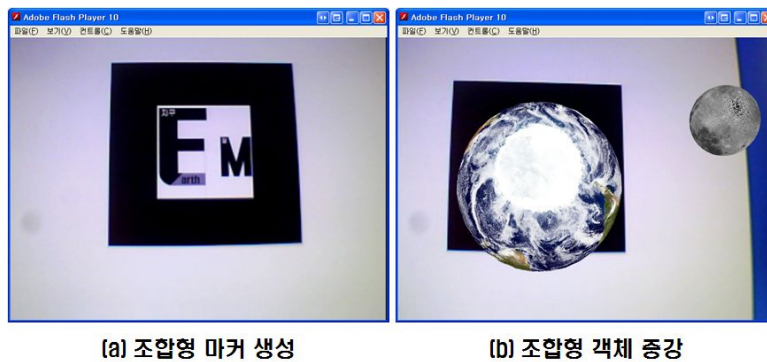 Adobe Flash Player 10
파일(F) 보기(V) 컨트롤(C) 도움말(H)
지구
E
arth
M
Adobe Flash Player 10
파일(F) 보기(V) 컨트롤(C) 도움말(H)
(a) 조합형 마커 생성
(b) 조합형 객체 증강